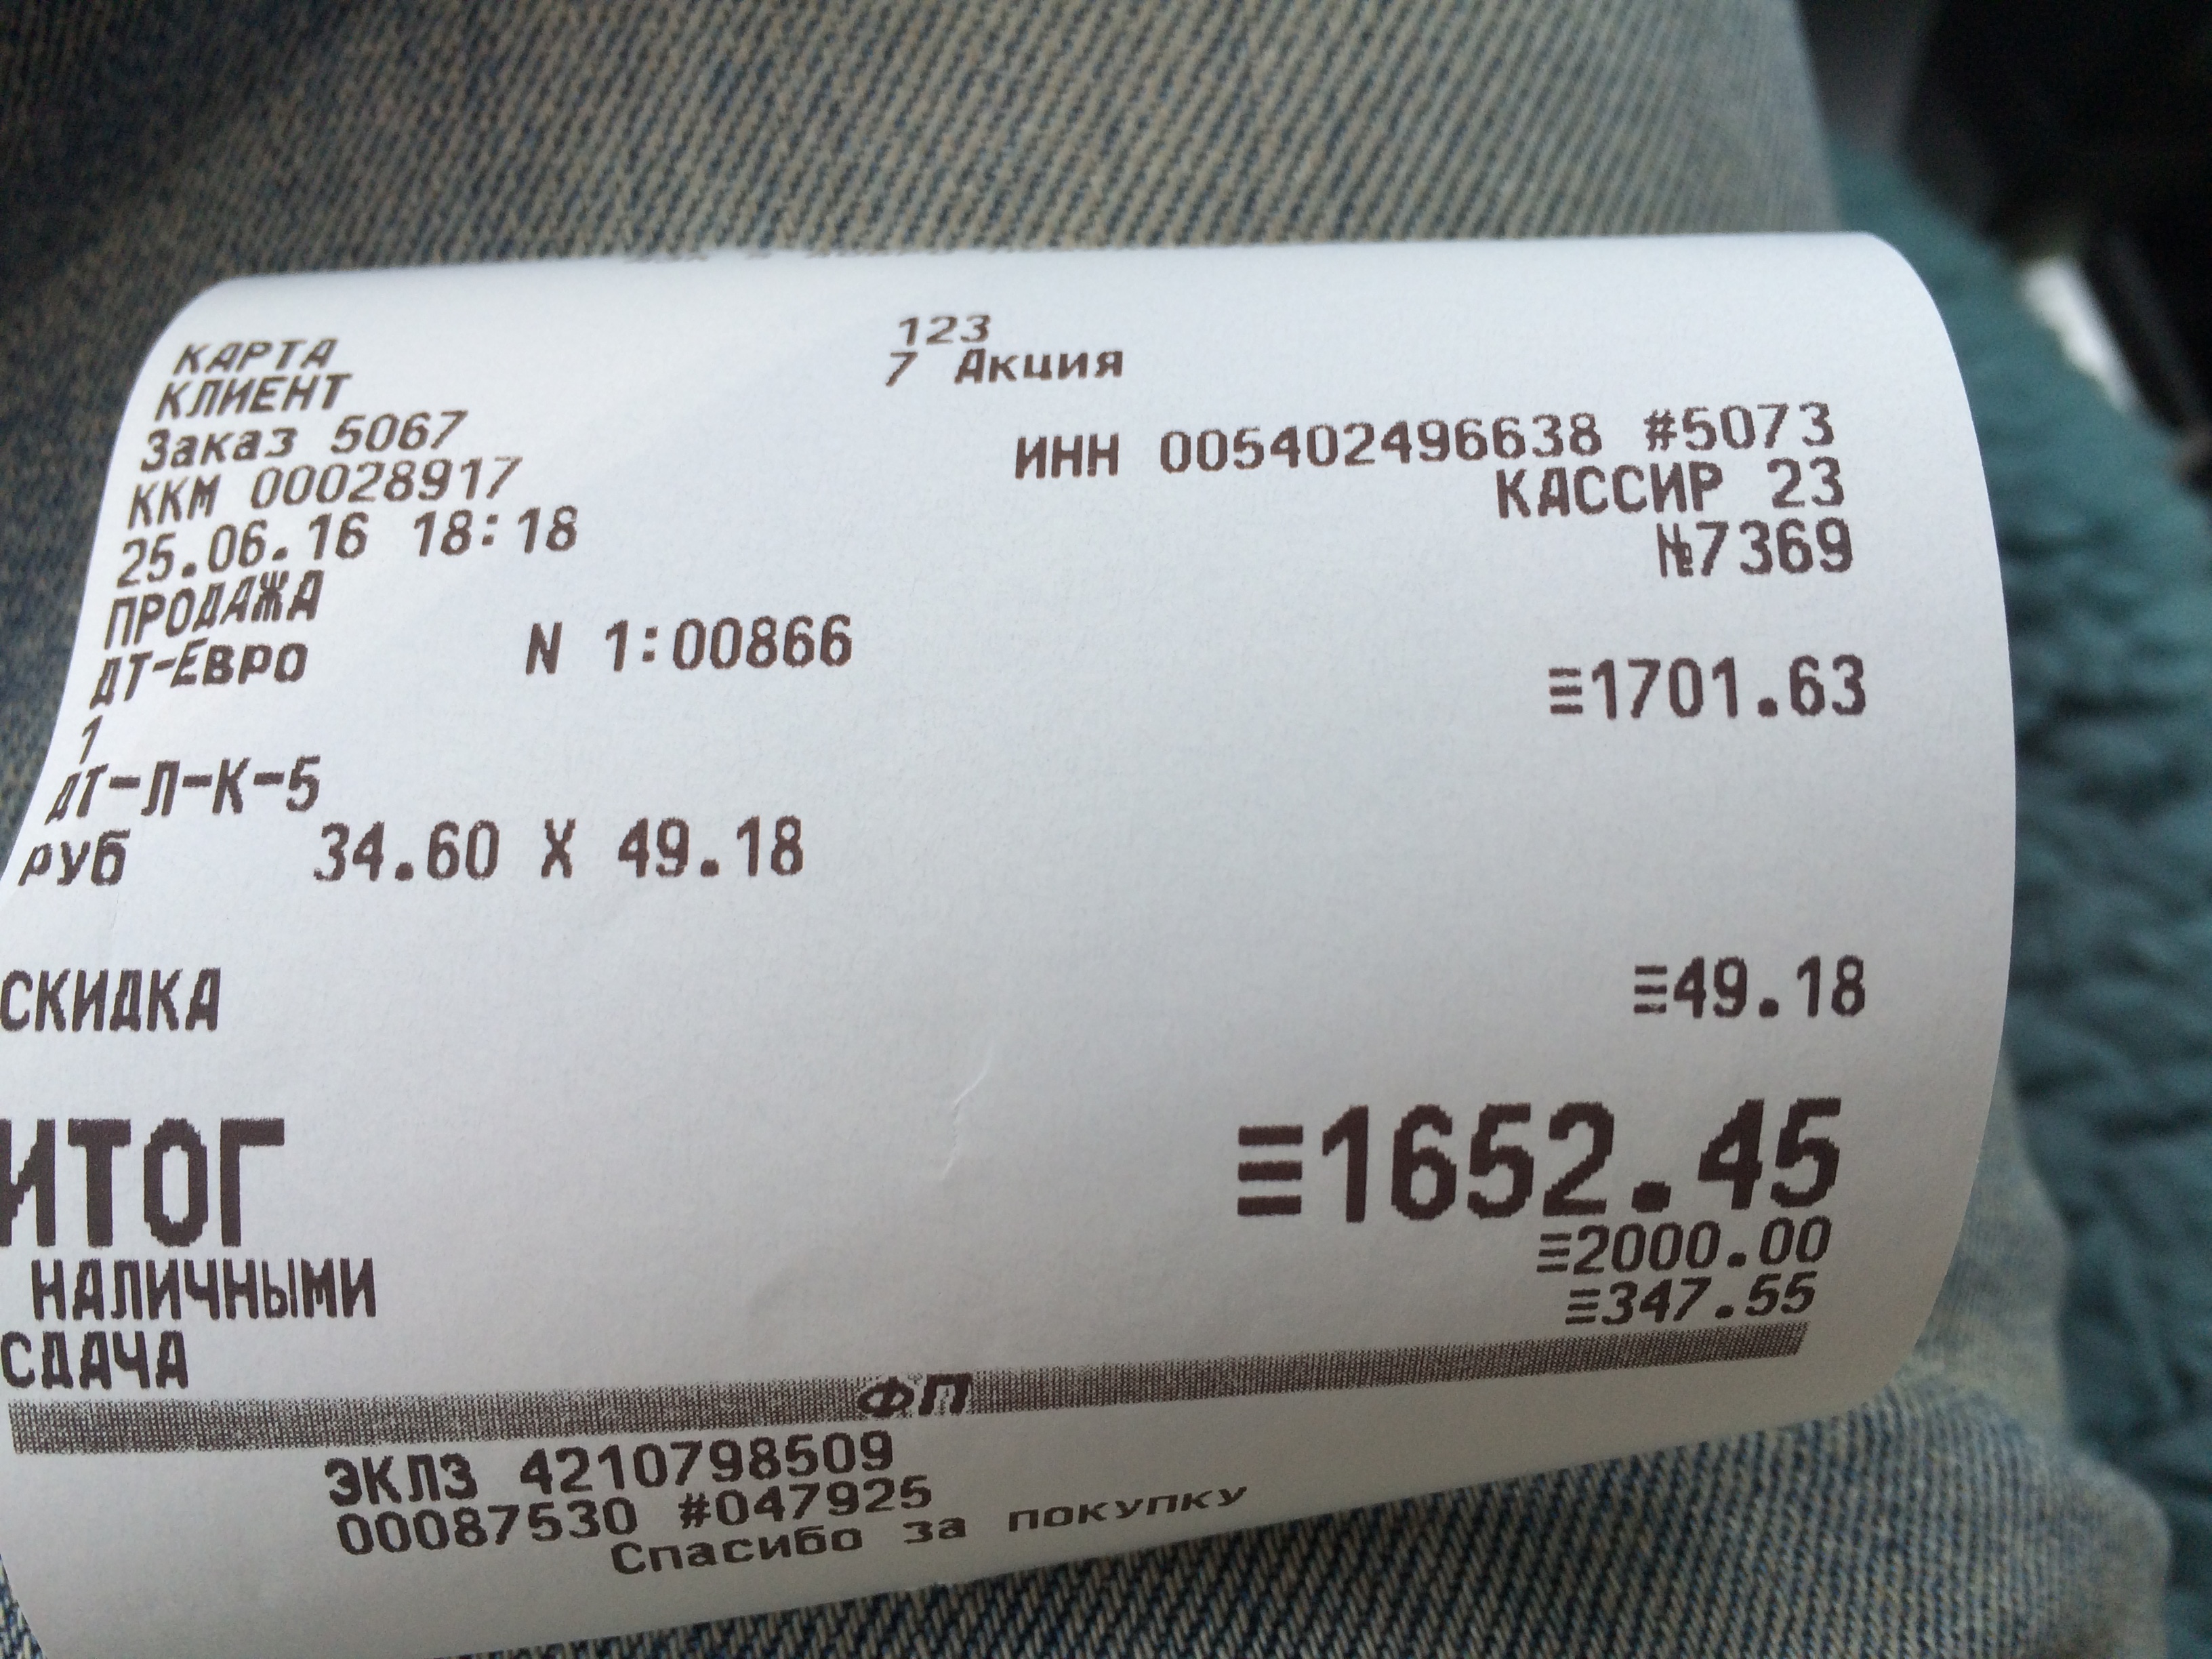 КАРТА 123
КЛИЕНТ 7 Акция
Заказ 5067
ККМ 00028917 ИНН 005402496638 #5073
25.06.16 18:18 КАССИР 23
ПРОДАЖА №7369
ДТ-Евро N 1:00866
1 ≡1701.63
ДТ-Л-К-5
РУб 34.60 X 49.18
СКИДКА ≡49.18
ИТОГ ≡1652.45
НАЛИЧНЫМИ ≡2000.00
СДАЧА ≡347.55
ФП
ЭКЛЗ 4210798509
00087530 #047925
Спасибо за покупку